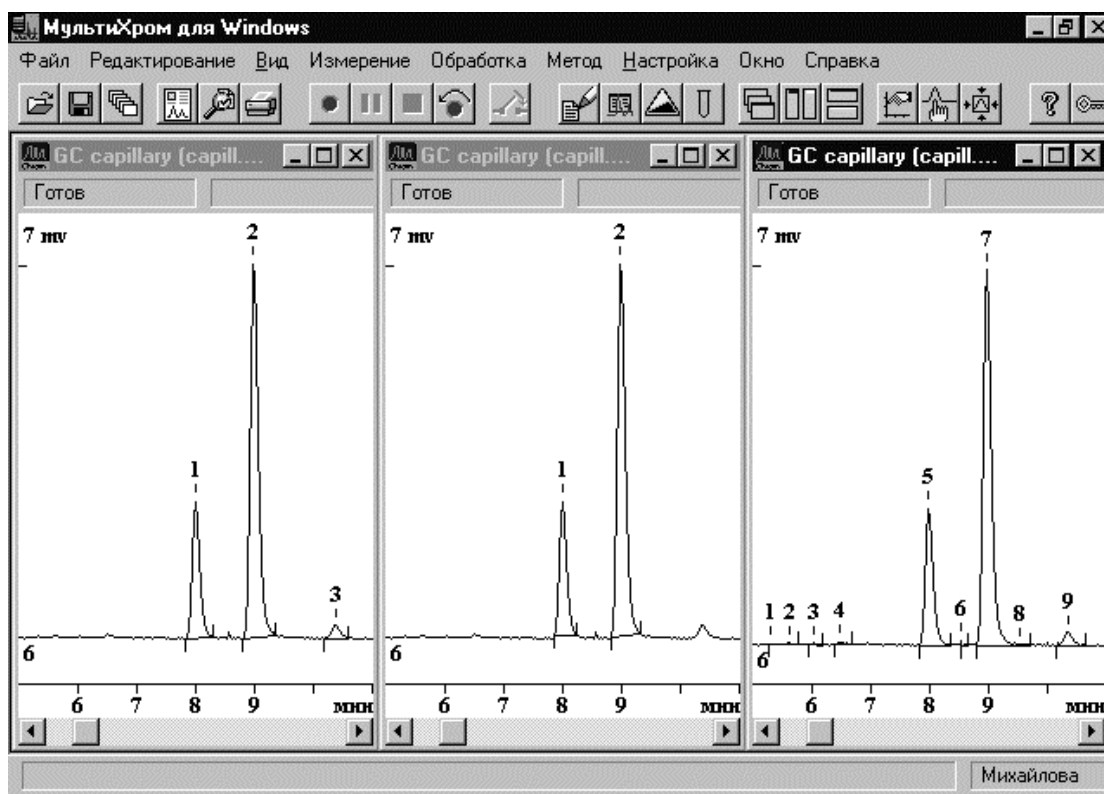 МультиХром для Windows
Файл Редактирование Вид Измерение Обработка Метод Настройка Окно Справка
GC capillary (capill....
Готов
7 mv
2
1
3
6
6 7 8 9 мин
GC capillary (capill....
Готов
7 mv
2
1
6 7 8 9 мин
GC capillary (capill....
Готов
7 mv
7
5
1 2 3 4 6 8 9
6
6 7 8 9 мин
Михайлова